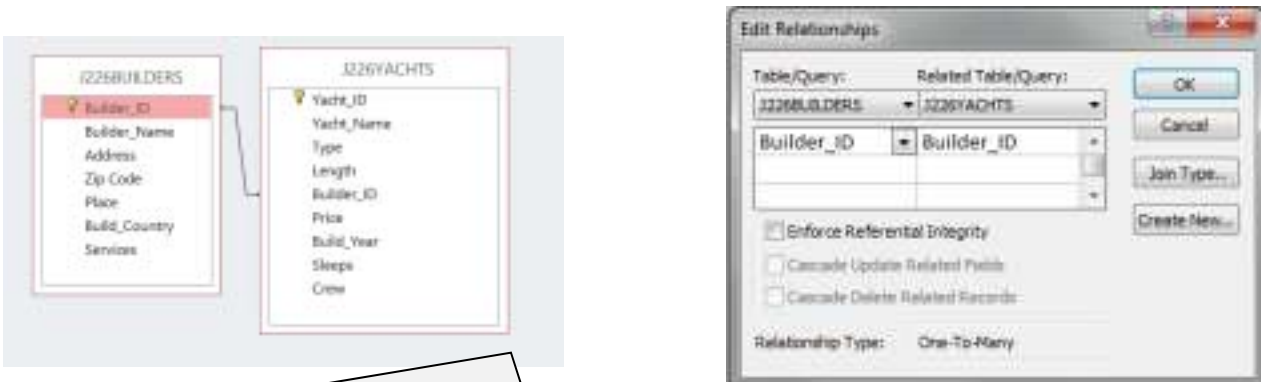 J226BUILDERS
Builder_ID
Builder_Name
Address
Zip Code
Place
Build_Country
Services
J226YACHTS
Yacht_ID
Yacht_Name
Type
Length
Builder_ID
Price
Build_Year
Sleeps
Crew
Edit Relationships
Table/Query: Related Table/Query:
J226BUILDERS J226YACHTS
Builder_ID Builder_ID
Enforce Referential Integrity
Cascade Update Related Fields
Cascade Delete Related Records
Relationship Type: One-To-Many
OK
Cancel
Join Type...
Create New...